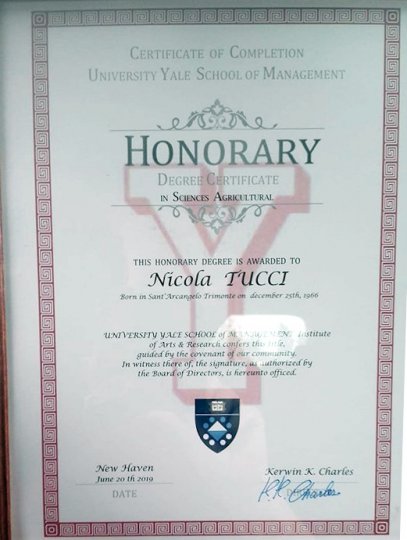 CERTIFICATE OF COMPLETION
UNIVERSITY YALE SCHOOL OF MANAGEMENT
HONORARY
DEGREE CERTIFICATE
IN SCIENCES AGRICULTURAL
THIS HONORARY DEGREE IS AWARDED TO
Nicola TUCCI
Born in Sant'Arcangelo Trimonte on december 25th, 1966
UNIVERSITY YALE SCHOOL of MANAGEMENT Institute
of Arts & Research confers this title,
guided by the covenant of our community.
In witness there of, the signature, as authorized by
the Board of Directors, is hereunto officed.
New Haven
June 20 th 2019
DATE
Kerwin K. Charles
K.K. Charles